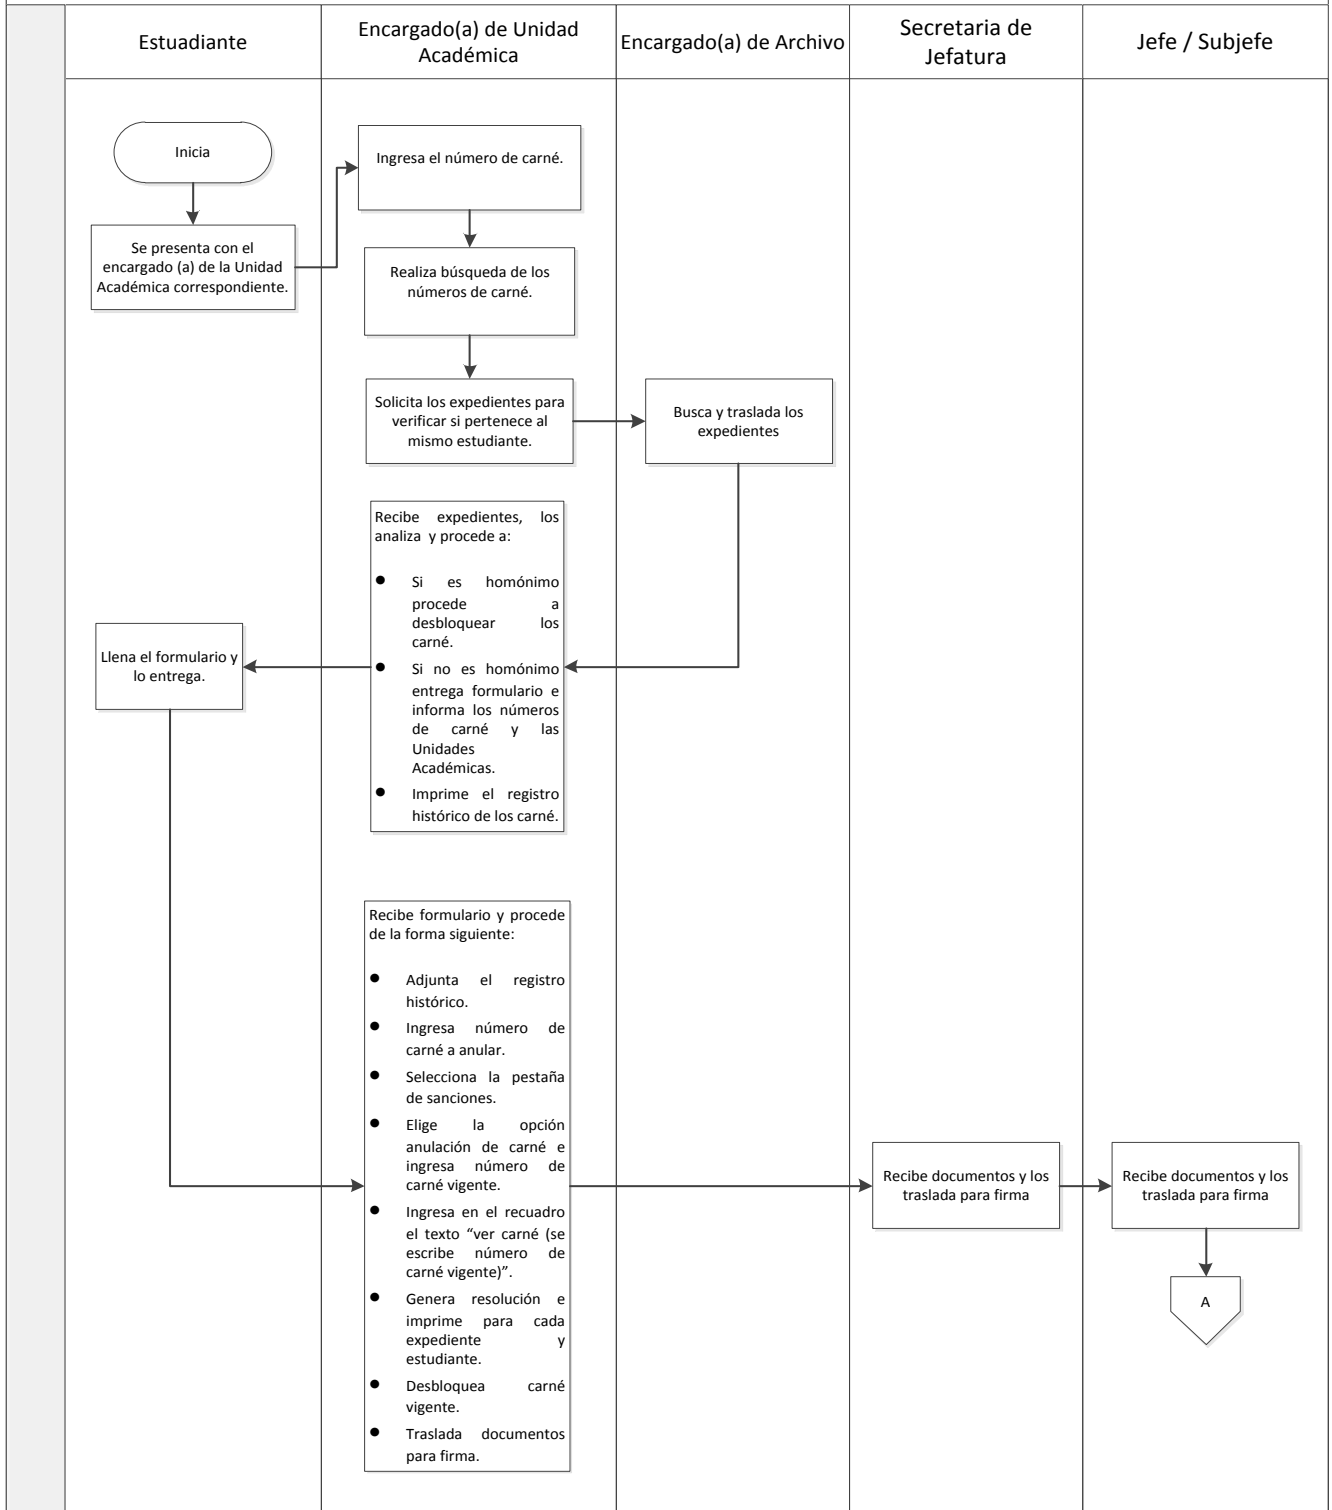 Estuadiante
Encargado(a) de Unidad
Académica
Encargado(a) de Archivo
Secretaria de
Jefatura
Jefe / Subjefe
Inicia
Se presenta con el
encargado (a) de la Unidad
Académica correspondiente.
Ingresa el número de carné.
Realiza búsqueda de los
números de carné.
Solicita los expedientes para
verificar si pertenece al
mismo estudiante.
Busca y traslada los
expedientes
Recibe expedientes, los
analiza y procede a:
● Si es homónimo
procede a
desbloquear los
carné.
● Si no es homónimo
entrega formulario e
informa los números
de carné y las
Unidades
Académicas.
● Imprime el registro
histórico de los carné.
Llena el formulario y
lo entrega.
Recibe formulario y procede
de la forma siguiente:
● Adjunta el registro
histórico.
● Ingresa número de
carné a anular.
● Selecciona la pestaña
de sanciones.
● Elige la opción
anulación de carné e
ingresa número de
carné vigente.
● Ingresa en el recuadro
el texto “ver carné (se
escribe número de
carné vigente)”.
● Genera resolución e
imprime para cada
expediente y
estudiante.
● Desbloquea carné
vigente.
● Traslada documentos
para firma.
Recibe documentos y los
traslada para firma
Recibe documentos y los
traslada para firma
A